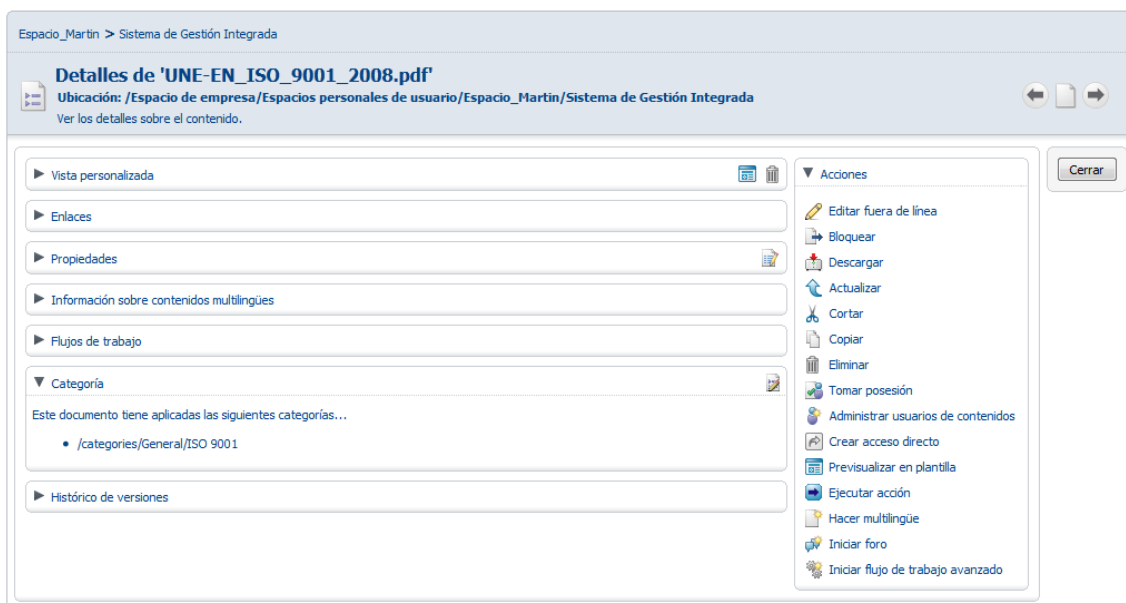 Espacio_Martin > Sistema de Gestión Integrada
Detalles de 'UNE-EN_ISO_9001_2008.pdf'
Ubicación: /Espacio de empresa/Espacios personales de usuario/Espacio_Martin/Sistema de Gestión Integrada
Ver los detalles sobre el contenido.
Vista personalizada
Enlaces
Propiedades
Información sobre contenidos multilingües
Flujos de trabajo
Categoría
Este documento tiene aplicadas las siguientes categorías...
• /categories/General/ISO 9001
Histórico de versiones
Acciones
Editar fuera de línea
Bloquear
Descargar
Actualizar
Cortar
Copiar
Eliminar
Tomar posesión
Administrar usuarios de contenidos
Crear acceso directo
Previsualizar en plantilla
Ejecutar acción
Hacer multilingüe
Iniciar foro
Iniciar flujo de trabajo avanzado
Cerrar